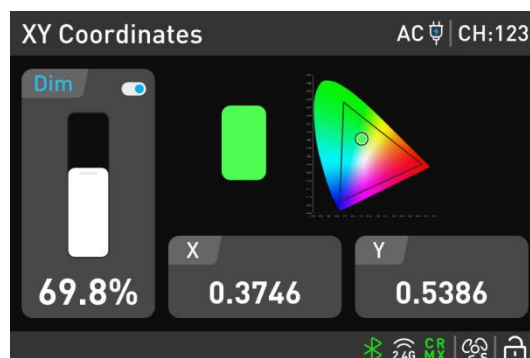 XY Coordinates
AC CH:123
Dim
69.8%
X
0.3746
Y
0.5386
2.4G
CR
MX
S